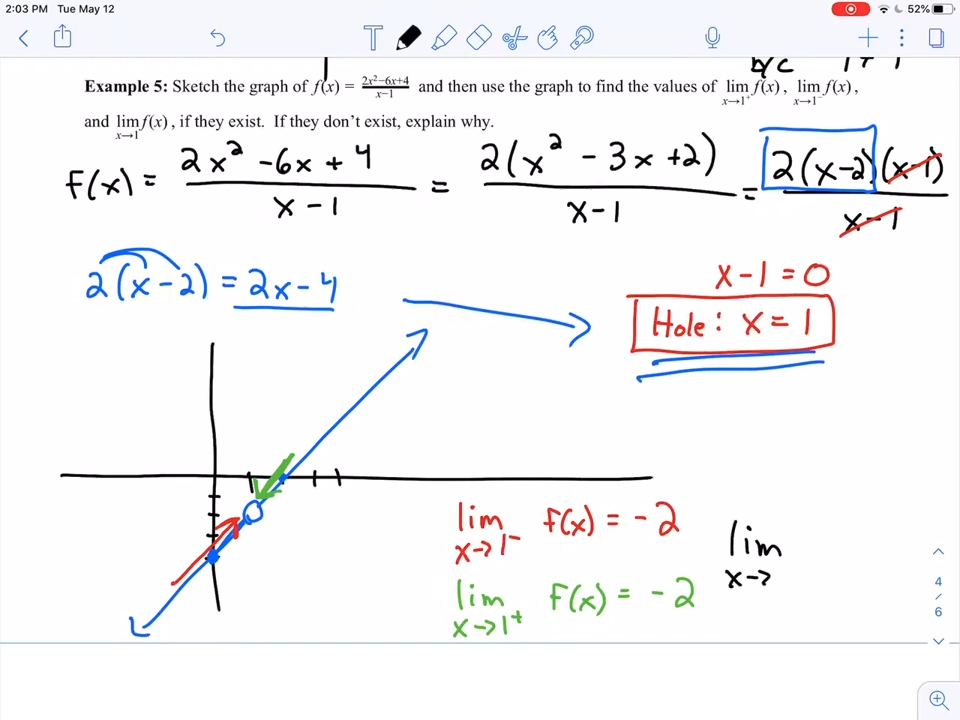 2:03 PM Tue May 12
52%
b/c 1+ 1
Example 5: Sketch the graph of f(x) = (2x²−6x+4)/(x−1) and then use the graph to find the values of lim x→1⁺ f(x), lim x→1⁻ f(x),
and lim x→1 f(x), if they exist. If they don't exist, explain why.
f(x) = (2x² - 6x + 4)/(x - 1) = 2(x² - 3x + 2)/(x - 1) = 2(x-2)(x-1)/(x-1)
x - 1 = 0
2(x - 2) = 2x - 4
Hole: x = 1
lim x→1⁻ f(x) = -2
lim x→
lim x→1⁺ f(x) = -2
4
/
6